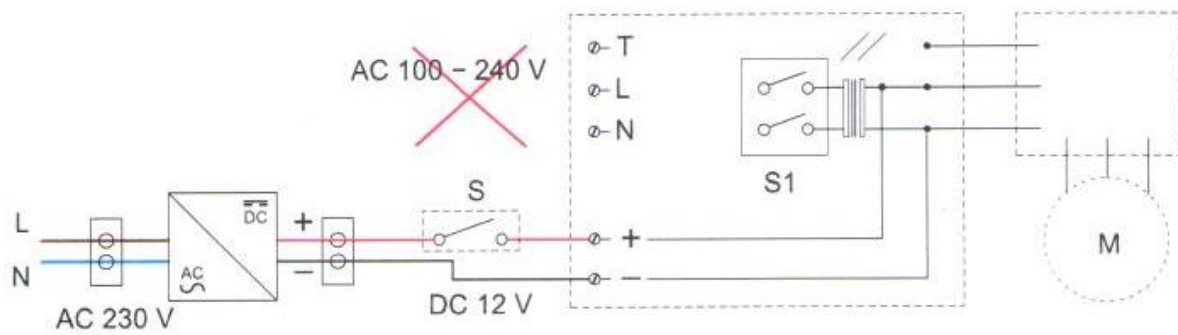 T
AC 100 – 240 V
L
N
S1
S
L
DC
+
+
M
N
AC
–
–
AC 230 V
DC 12 V